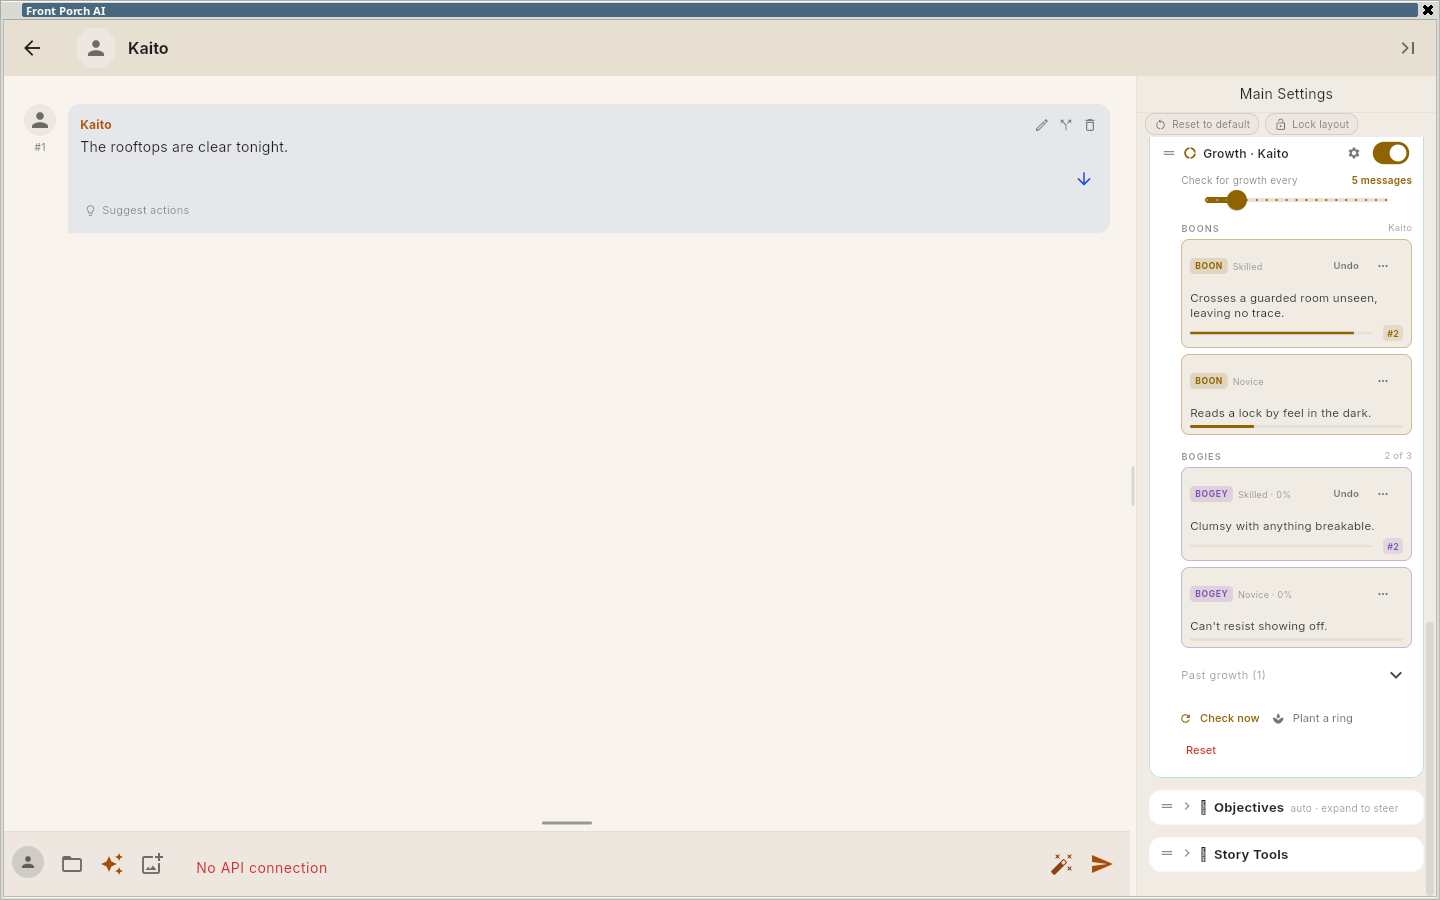 Front Porch AI
Kaito
Main Settings
Reset to default
Lock layout
Kaito
The rooftops are clear tonight.
#1
Suggest actions
Growth · Kaito
Check for growth every
5 messages
BOONS
Kaito
BOON Skilled Undo
Crosses a guarded room unseen,
leaving no trace.
#2
BOON Novice
Reads a lock by feel in the dark.
BOGIES
2 of 3
BOGEY Skilled · 0% Undo
Clumsy with anything breakable.
#2
BOGEY Novice · 0%
Can't resist showing off.
Past growth (1)
Check now
Plant a ring
Reset
Objectives auto · expand to steer
Story Tools
No API connection